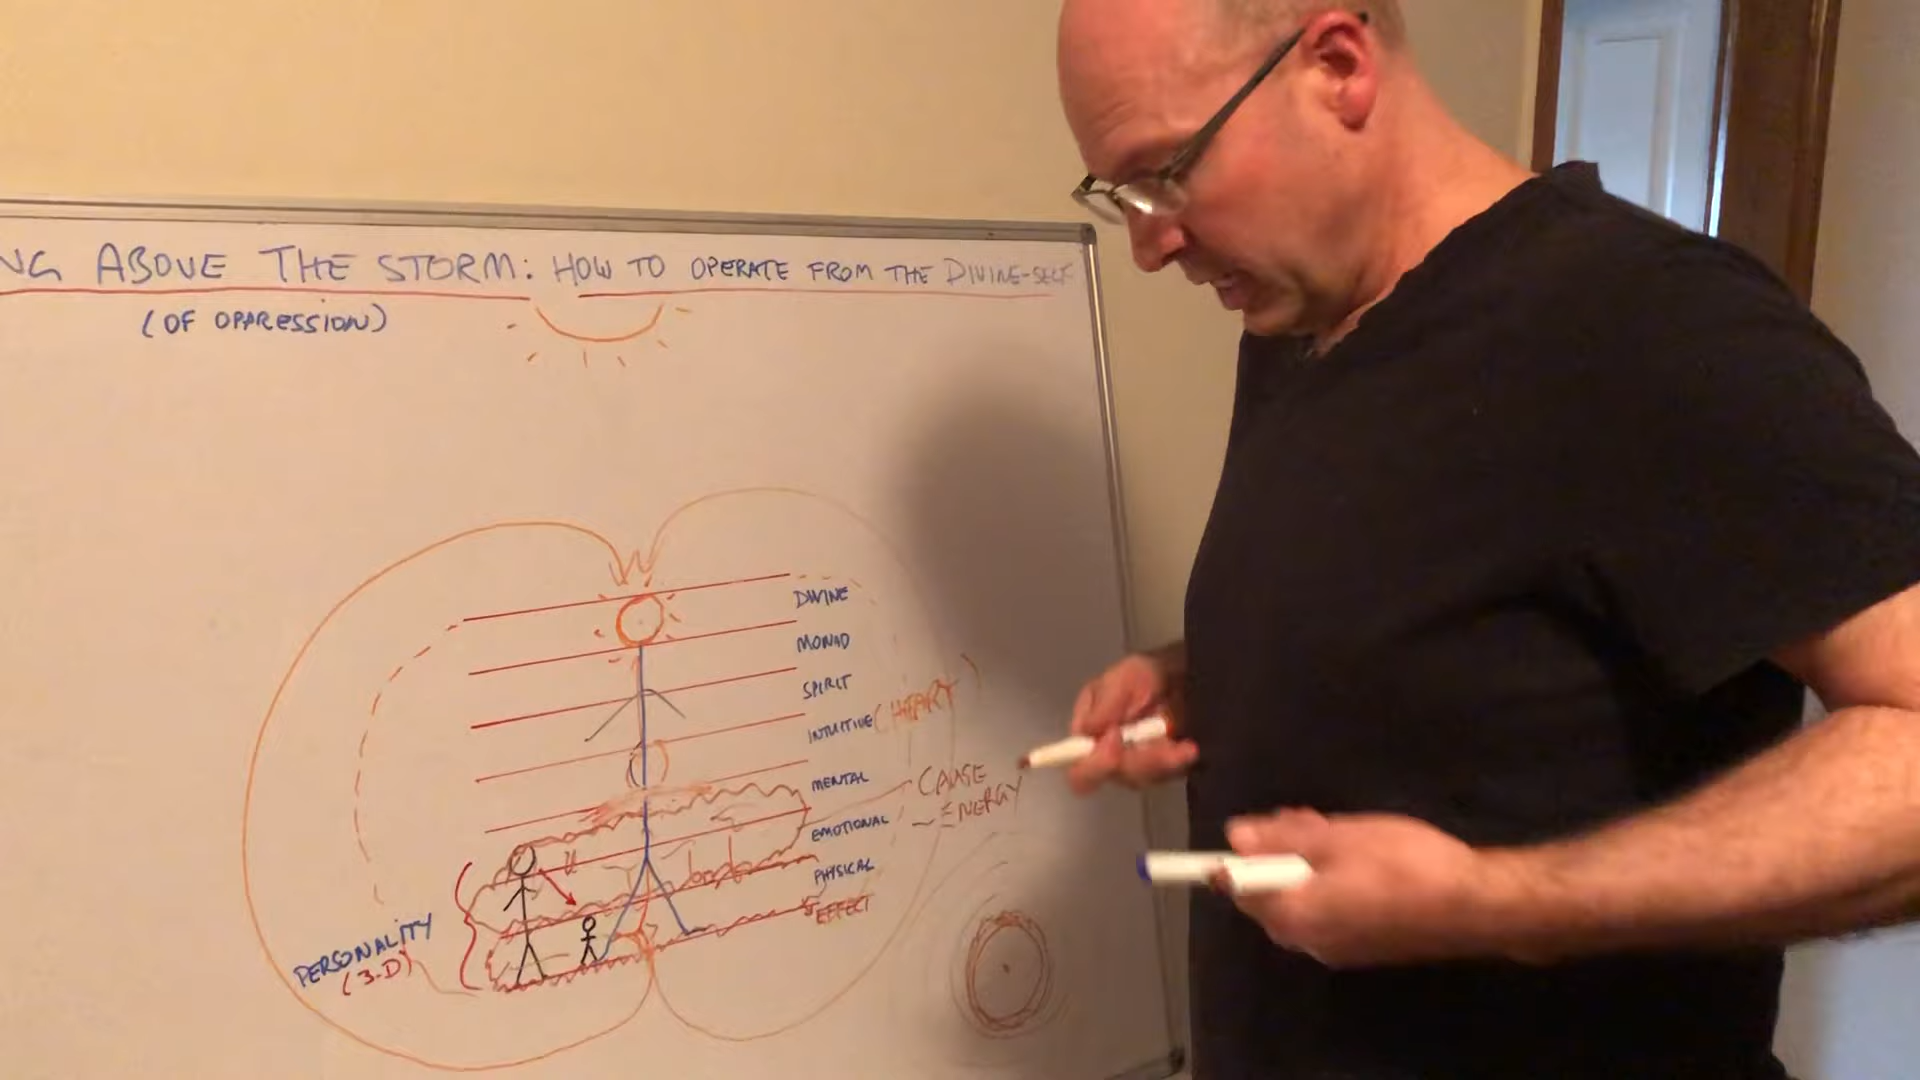 NG ABOVE THE STORM: HOW TO OPERATE FROM THE DIVINE-SELF
(OF OPPRESSION)
DIVINE
MONAD
SPIRIT
INTUITIVE (HEART)
MENTAL
CAUSE
- ENERGY
EMOTIONAL
PHYSICAL
EFFECT
PERSONALITY
(3-D)